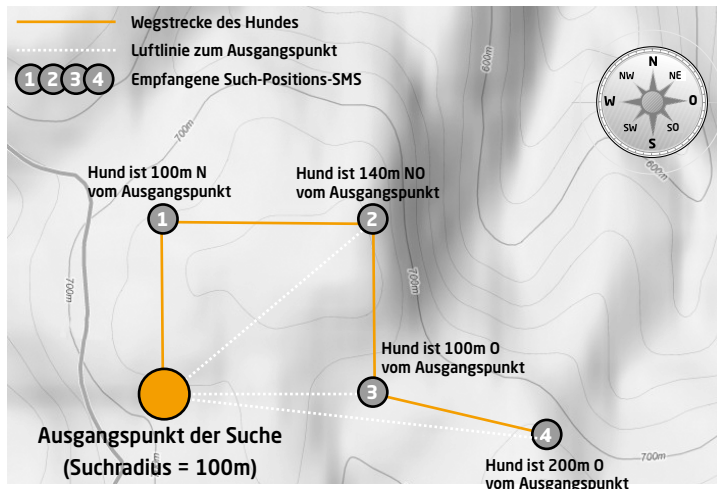 Wegstrecke des Hundes
Luftlinie zum Ausgangspunkt
1 2 3 4 Empfangene Such-Positions-SMS
N
NW NE
W O
SW SO
S
600m
700m
600m
Hund ist 100m N
vom Ausgangspunkt
Hund ist 140m NO
vom Ausgangspunkt
1
2
700m
700m
Hund ist 100m O
vom Ausgangspunkt
3
Ausgangspunkt der Suche
(Suchradius = 100m)
4
700m
700m
Hund ist 200m O
vom Ausgangspunkt